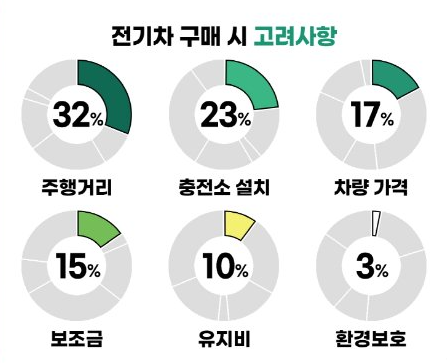 전기차 구매 시 고려사항
32%
23%
17%
주행거리
충전소 설치
차량 가격
15%
10%
3%
보조금
유지비
환경보호